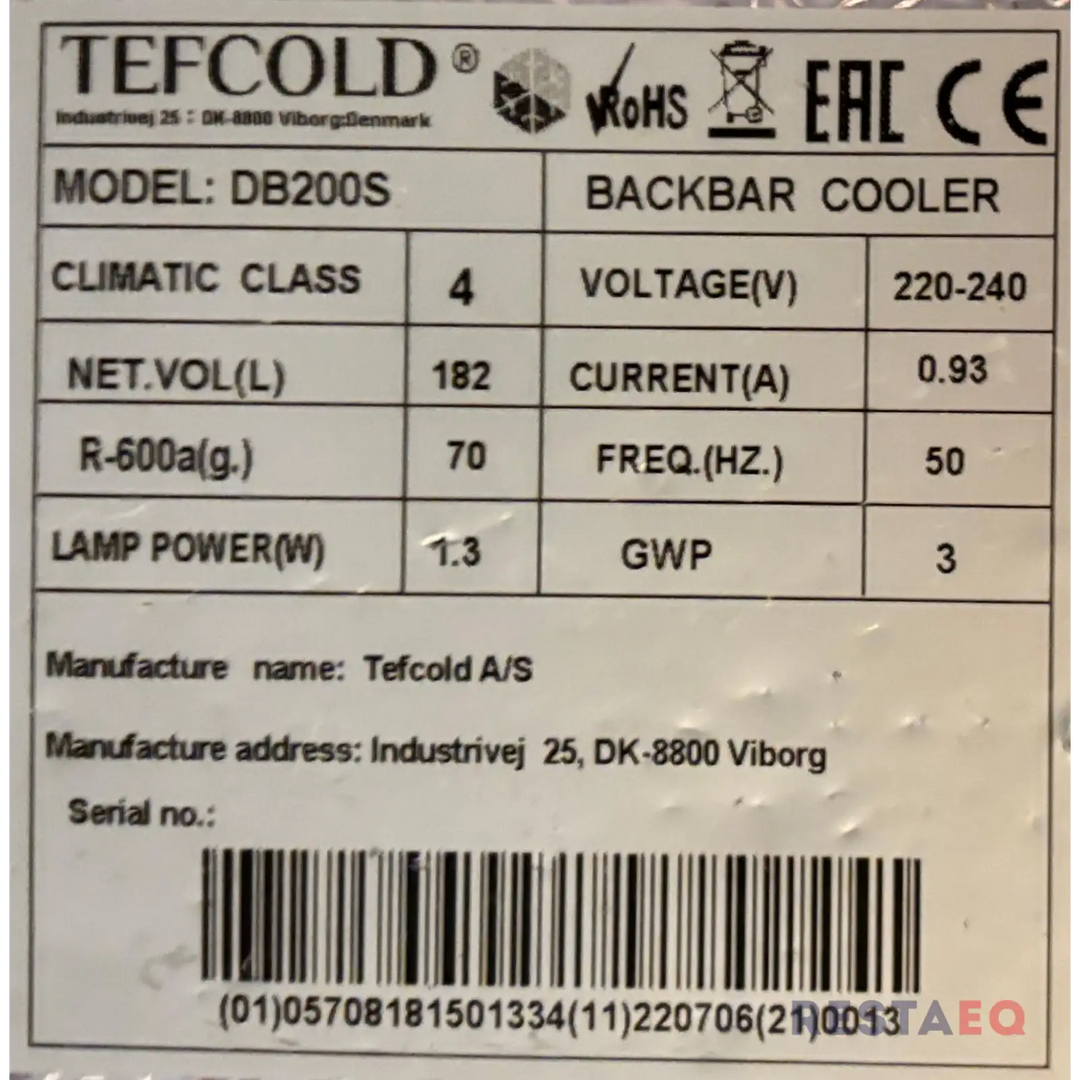 TEFCOLD® RoHS EAC CE
Industrivej 25 : DK-8800 Viborg:Denmark
MODEL: DB200S BACKBAR COOLER
CLIMATIC CLASS 4 VOLTAGE(V) 220-240
NET.VOL(L) 182 CURRENT(A) 0.93
R-600a(g.) 70 FREQ.(HZ.) 50
LAMP POWER(W) 1.3 GWP 3
Manufacture name: Tefcold A/S
Manufacture address: Industrivej 25, DK-8800 Viborg
Serial no.:
(01)05708181501334(11)220706(21)0013
RESTAEQ